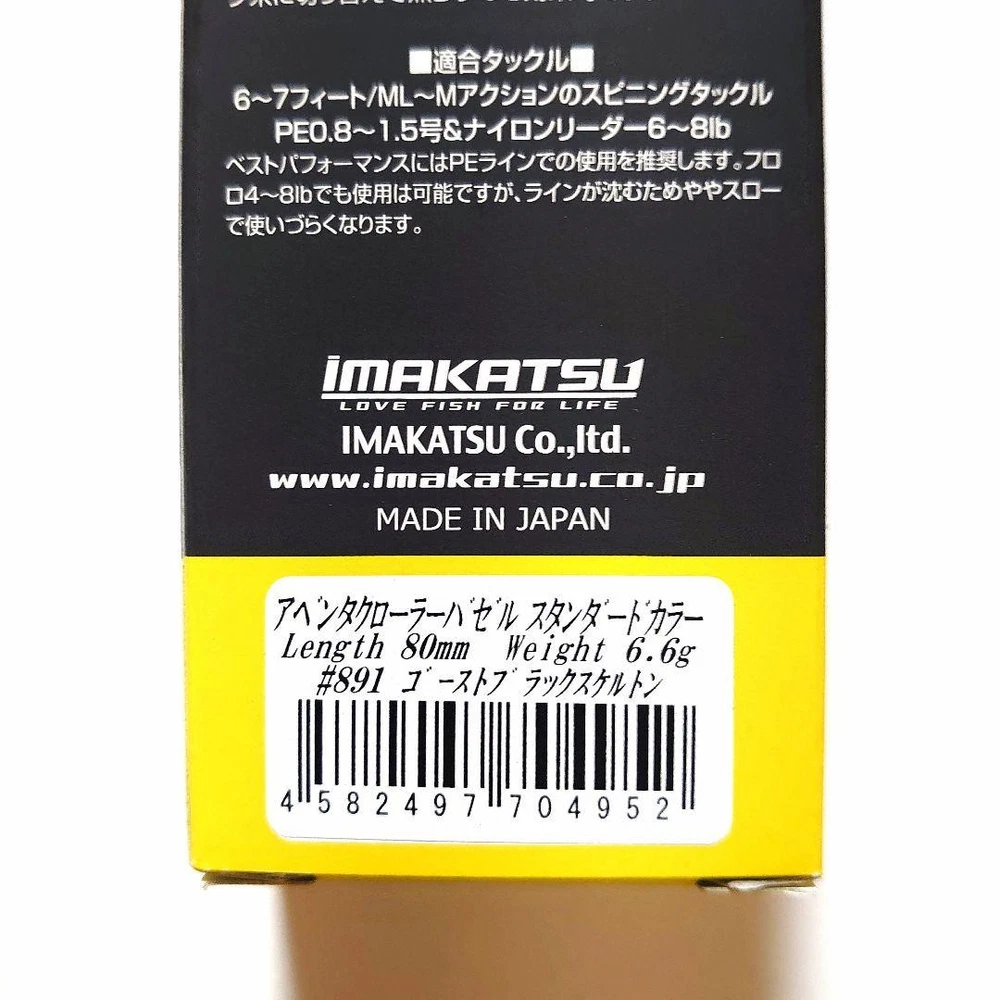 ■適合タックル■
6〜7フィート/ML〜Mアクションのスピニングタックル
PE0.8〜1.5号&ナイロンリーダー6〜8lb
ベストパフォーマンスにはPEラインでの使用を推奨します。フロ
ロ4〜8lbでも使用は可能ですが、ラインが沈むためややスロー
で使いづらくなります。
IMAKATSU
LOVE FISH FOR LIFE
IMAKATSU Co.,ltd.
www.imakatsu.co.jp
MADE IN JAPAN
アベンタクローラーバゼル スタンダードカラー
Length 80mm Weight 6.6g
#891 ゴーストブラックスケルトン
4 582497 704952